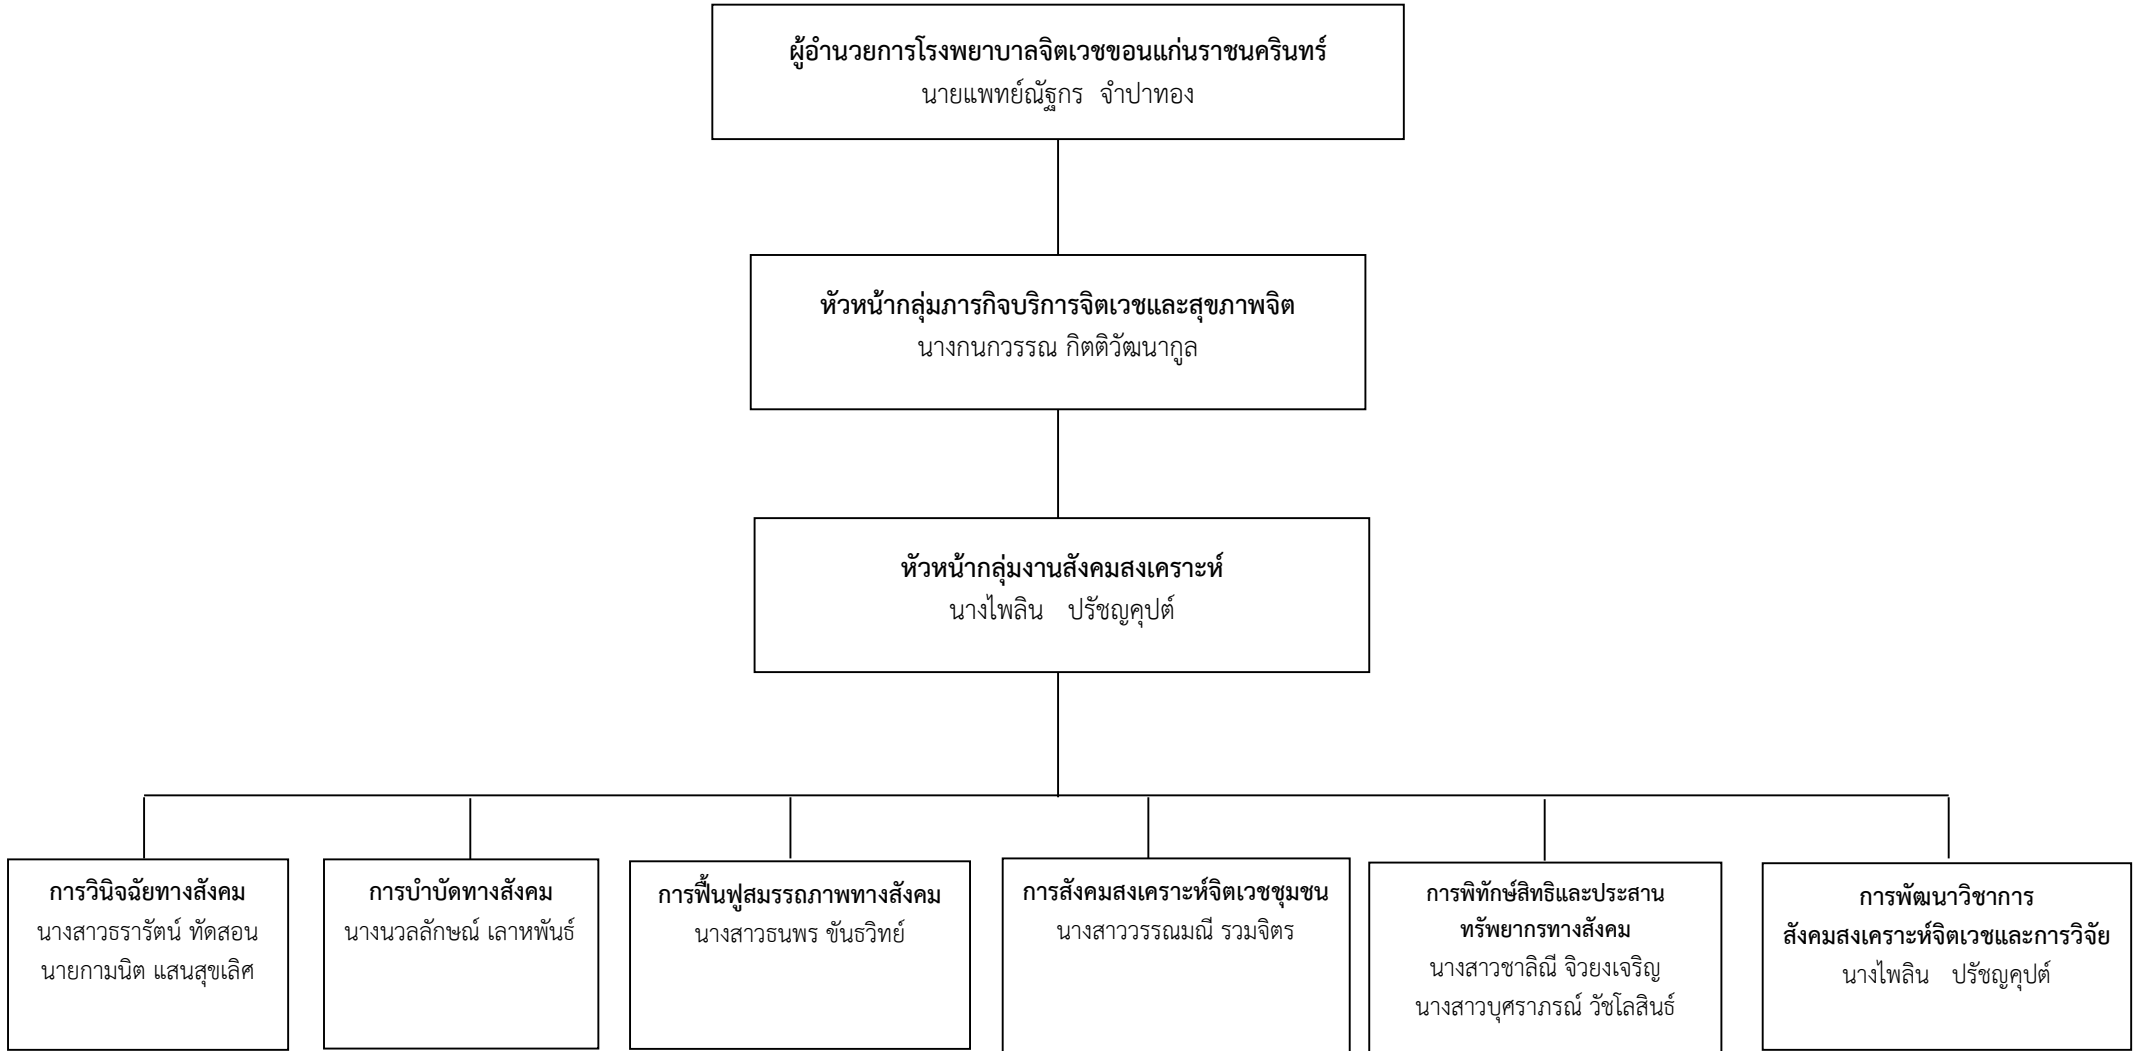 ผู้อำนวยการโรงพยาบาลจิตเวชขอนแก่นราชนครินทร์
นายแพทย์ณัฐกร จำปาทอง
หัวหน้ากลุ่มภารกิจบริการจิตเวชและสุขภาพจิต
นางกนกวรรณ กิตติวัฒนากูล
หัวหน้ากลุ่มงานสังคมสงเคราะห์
นางไพลิน ปรัชญคุปต์
การวินิจฉัยทางสังคม
นางสาวธรารัตน์ ทัดสอน
นายกามนิต แสนสุขเลิศ
การบำบัดทางสังคม
นางนวลลักษณ์ เลาหพันธ์
การฟื้นฟูสมรรถภาพทางสังคม
นางสาวธนพร ขันธวิทย์
การสังคมสงเคราะห์จิตเวชชุมชน
นางสาววรรณมณี รวมจิตร
การพิทักษ์สิทธิและประสาน
ทรัพยากรทางสังคม
นางสาวชาลิณี จิวยงเจริญ
นางสาวบุศราภรณ์ วัชโลสินธ์
การพัฒนาวิชาการ
สังคมสงเคราะห์จิตเวชและการวิจัย
นางไพลิน ปรัชญคุปต์